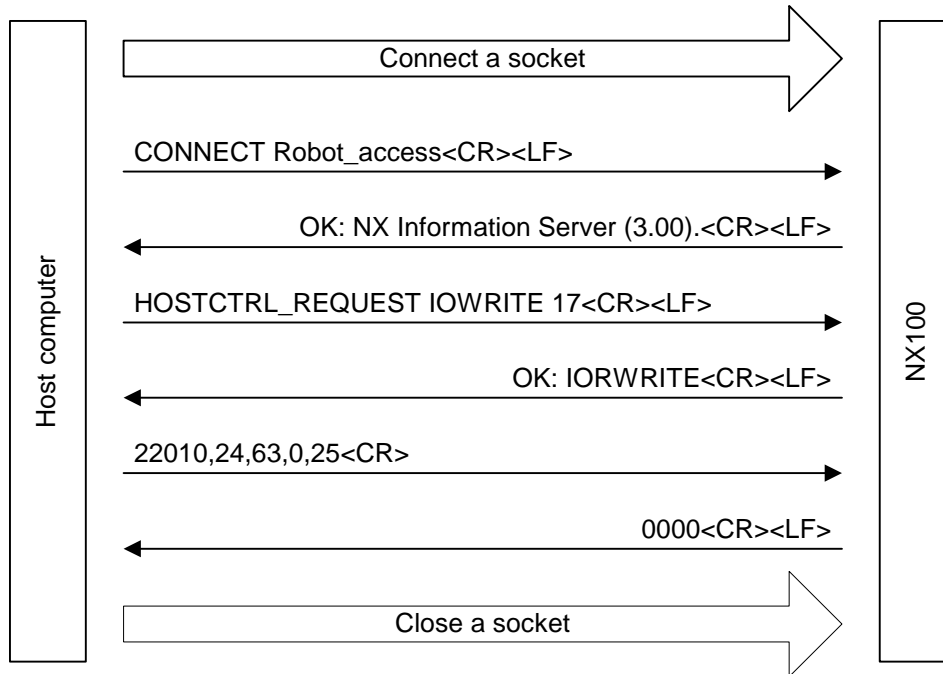 Connect a socket
CONNECT Robot_access<CR><LF>
OK: NX Information Server (3.00).<CR><LF>
Host computer
HOSTCTRL_REQUEST IOWRITE 17<CR><LF>
NX100
OK: IORWRITE<CR><LF>
22010,24,63,0,25<CR>
0000<CR><LF>
Close a socket